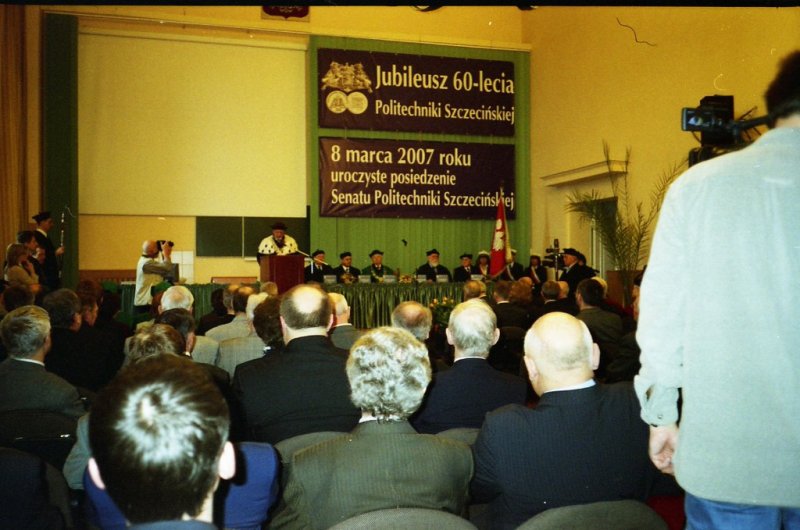 Jubileusz 60-lecia
Politechniki Szczecińskiej
8 marca 2007 roku
uroczyste posiedzenie
Senatu Politechniki Szczecińskiej